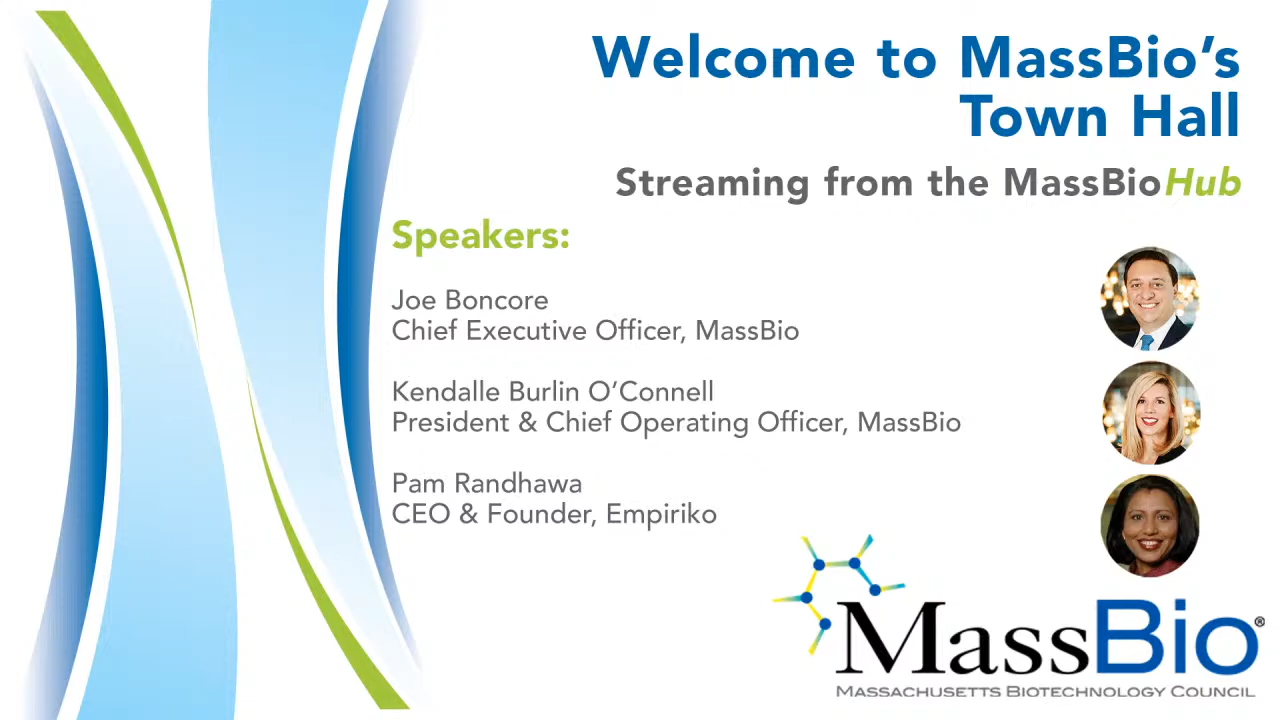 Welcome to MassBio’s
Town Hall
Streaming from the MassBioHub
Speakers:
Joe Boncore
Chief Executive Officer, MassBio
Kendalle Burlin O’Connell
President & Chief Operating Officer, MassBio
Pam Randhawa
CEO & Founder, Empiriko
MassBio®
MASSACHUSETTS BIOTECHNOLOGY COUNCIL